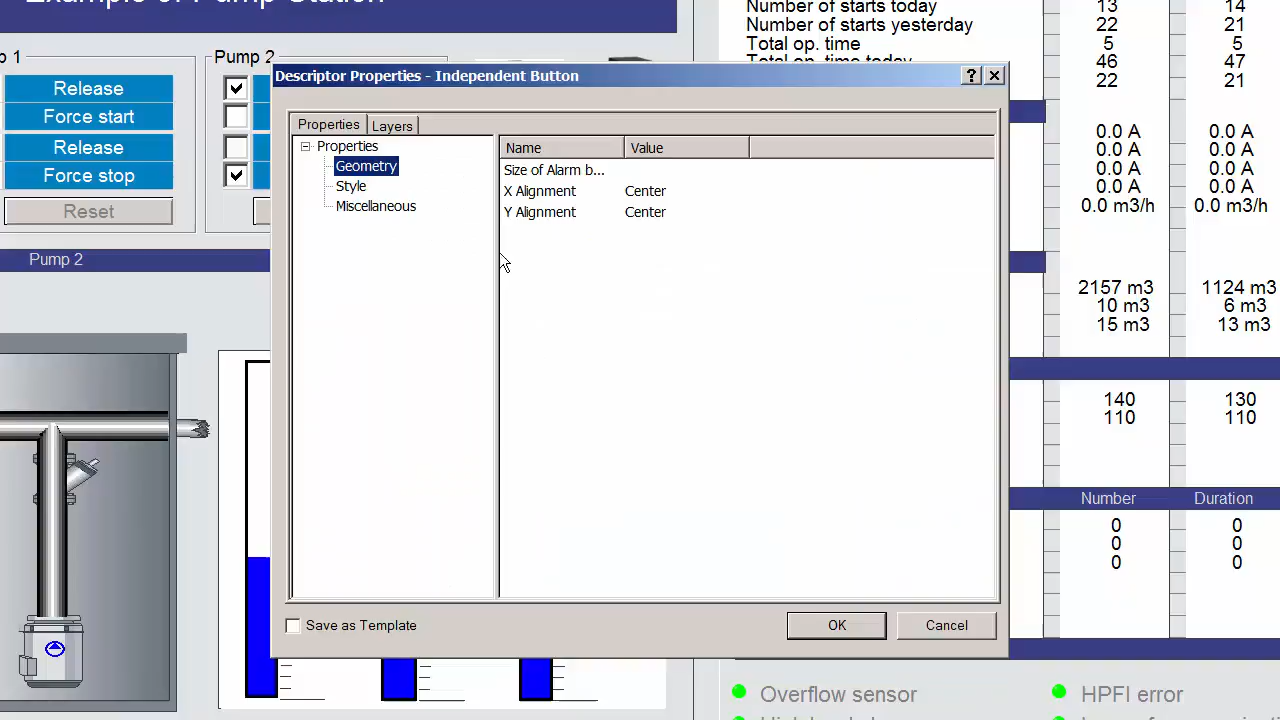 Example of Pump Station
Number of starts today 13 14
Number of starts yesterday 22 21
Total op. time 5 5
Total op. time today 46 47
22 21
p 1
Pump 2
Release
Force start
Release
Force stop
Reset
Pump 2
Descriptor Properties - Independent Button
Properties Layers
Properties
Geometry
Style
Miscellaneous
Name Value
Size of Alarm b...
X Alignment Center
Y Alignment Center
Save as Template
OK
Cancel
0.0 A 0.0 A
0.0 A 0.0 A
0.0 A 0.0 A
0.0 A 0.0 A
0.0 m3/h 0.0 m3/h
2157 m3 1124 m3
10 m3 6 m3
15 m3 13 m3
140 130
110 110
Number Duration
0 0
0 0
0 0
Overflow sensor
HPFI error